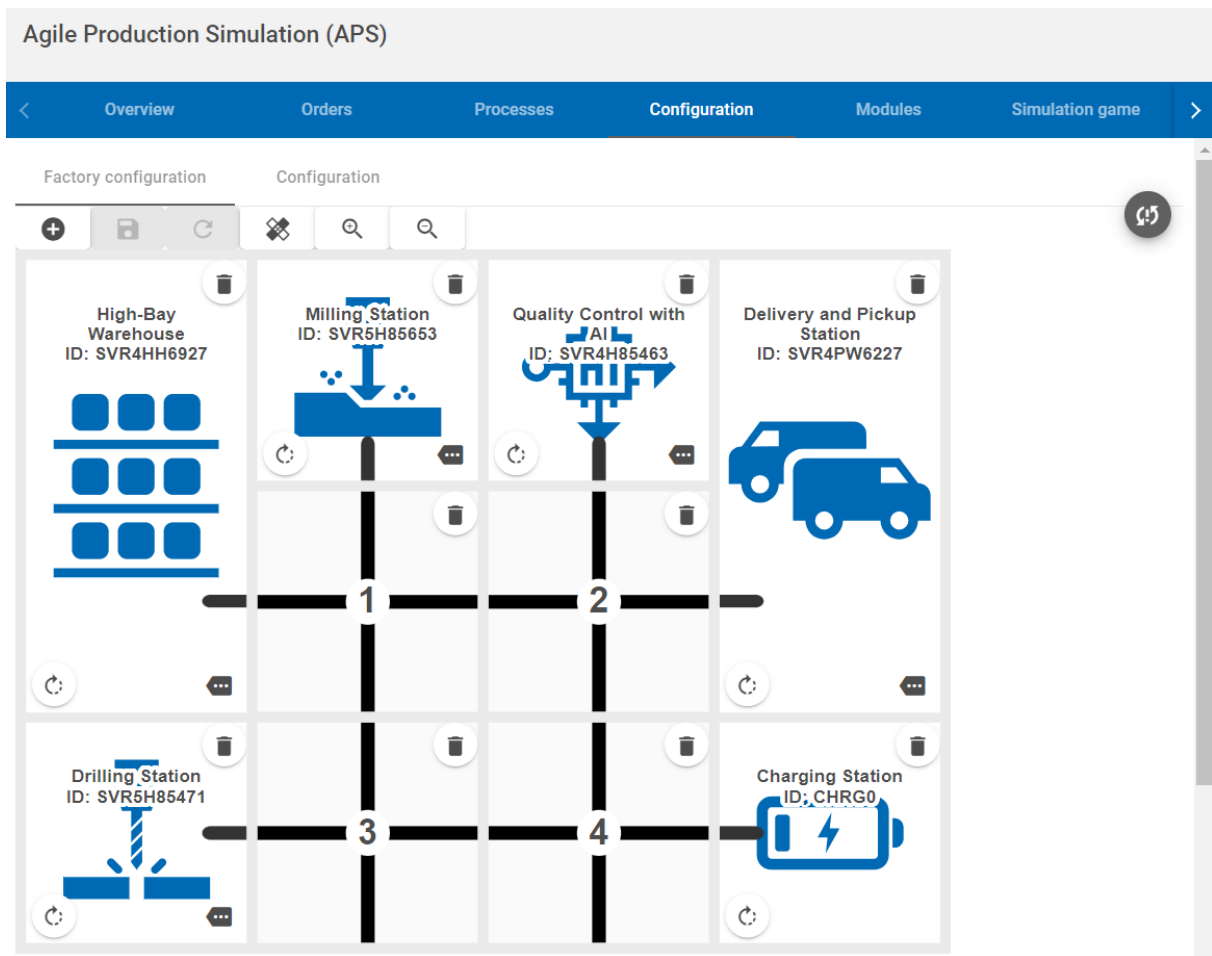 Agile Production Simulation (APS)
Overview
Orders
Processes
Configuration
Modules
Simulation game
Factory configuration
Configuration
High-Bay
Warehouse
ID: SVR4HH6927
Milling Station
ID: SVR5H85653
Quality Control with
AI
ID: SVR4H85463
Delivery and Pickup
Station
ID: SVR4PW6227
1
2
Drilling Station
ID: SVR5H85471
3
4
Charging Station
ID: CHRG0